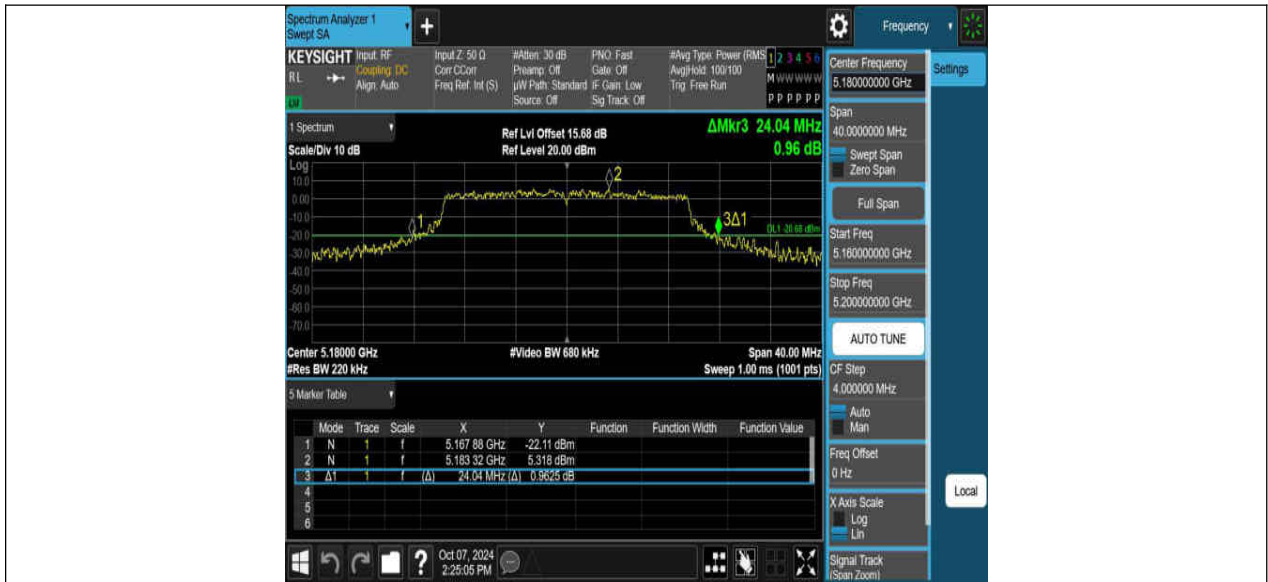 Spectrum Analyzer 1
Swept SA
+
Frequency
KEYSIGHT
RL
LM
Input: RF
Coupling: DC
Align: Auto
Input Z: 50 Ω
Corr CCorr
Freq Ref: Int (S)
#Atten: 30 dB
Preamp: Off
µW Path: Standard
Source: Off
PNO: Fast
Gate: Off
IF Gain: Low
Sig Track: Off
#Avg Type: Power (RMS
Avg|Hold: 100/100
Trig: Free Run
1 2 3 4 5 6
M W W W W W
P P P P P P
1 Spectrum
Scale/Div 10 dB
Ref Lvl Offset 15.68 dB
Ref Level 20.00 dBm
ΔMkr3 24.04 MHz
0.96 dB
Log
10.0
0.00
-10.0
-20.0
-30.0
-40.0
-50.0
-60.0
-70.0
1
2
3Δ1
DL1 -20.68 dBm
Center 5.18000 GHz
#Video BW 680 kHz
Span 40.00 MHz
#Res BW 220 kHz
Sweep 1.00 ms (1001 pts)
5 Marker Table
Mode Trace Scale X Y Function Function Width Function Value
1 N 1 f 5.167 88 GHz -22.11 dBm
2 N 1 f 5.183 32 GHz 5.318 dBm
3 Δ1 1 f (Δ) 24.04 MHz (Δ) 0.9625 dB
4
5
6
?
Oct 07, 2024
2:25:05 PM
Center Frequency
5.180000000 GHz
Settings
Span
40.0000000 MHz
Swept Span
Zero Span
Full Span
Start Freq
5.160000000 GHz
Stop Freq
5.200000000 GHz
AUTO TUNE
CF Step
4.000000 MHz
Auto
Man
Freq Offset
0 Hz
X Axis Scale
Log
Lin
Local
Signal Track
(Span Zoom)